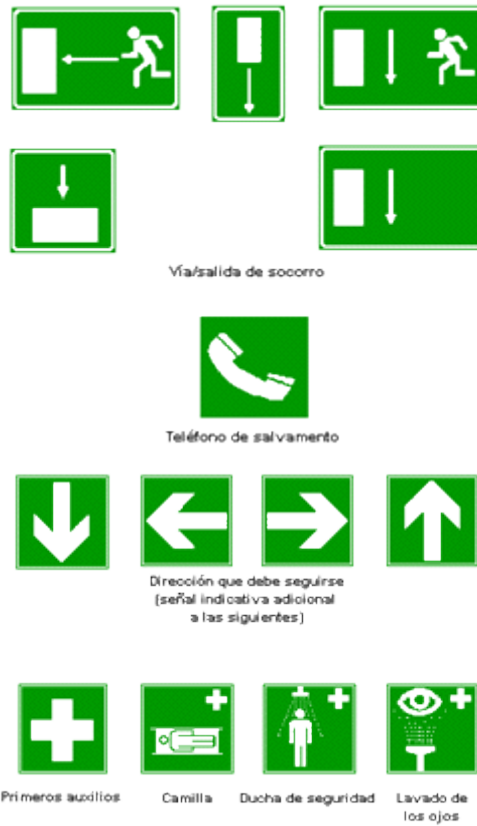 Vía/salida de socorro
Teléfono de salvamento
Dirección que debe seguirse
(señal indicativa adicional
a las siguientes)
Primeros auxilios
Camilla
Ducha de seguridad
Lavado de
los ojos